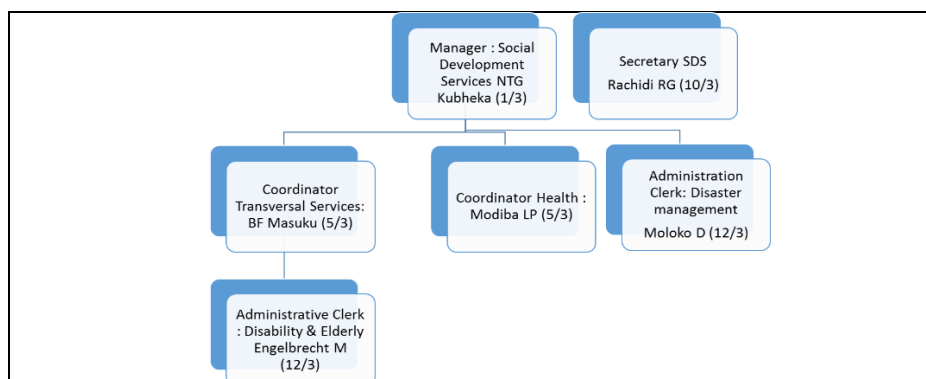 Manager : Social
Development
Services NTG
Kubheka (1/3)
Secretary SDS
Rachidi RG (10/3)
Coordinator
Transversal Services:
BF Masuku (5/3)
Coordinator Health :
Modiba LP (5/3)
Administration
Clerk: Disaster
management
Moloko D (12/3)
Administrative Clerk
: Disability & Elderly
Engelbrecht M
(12/3)